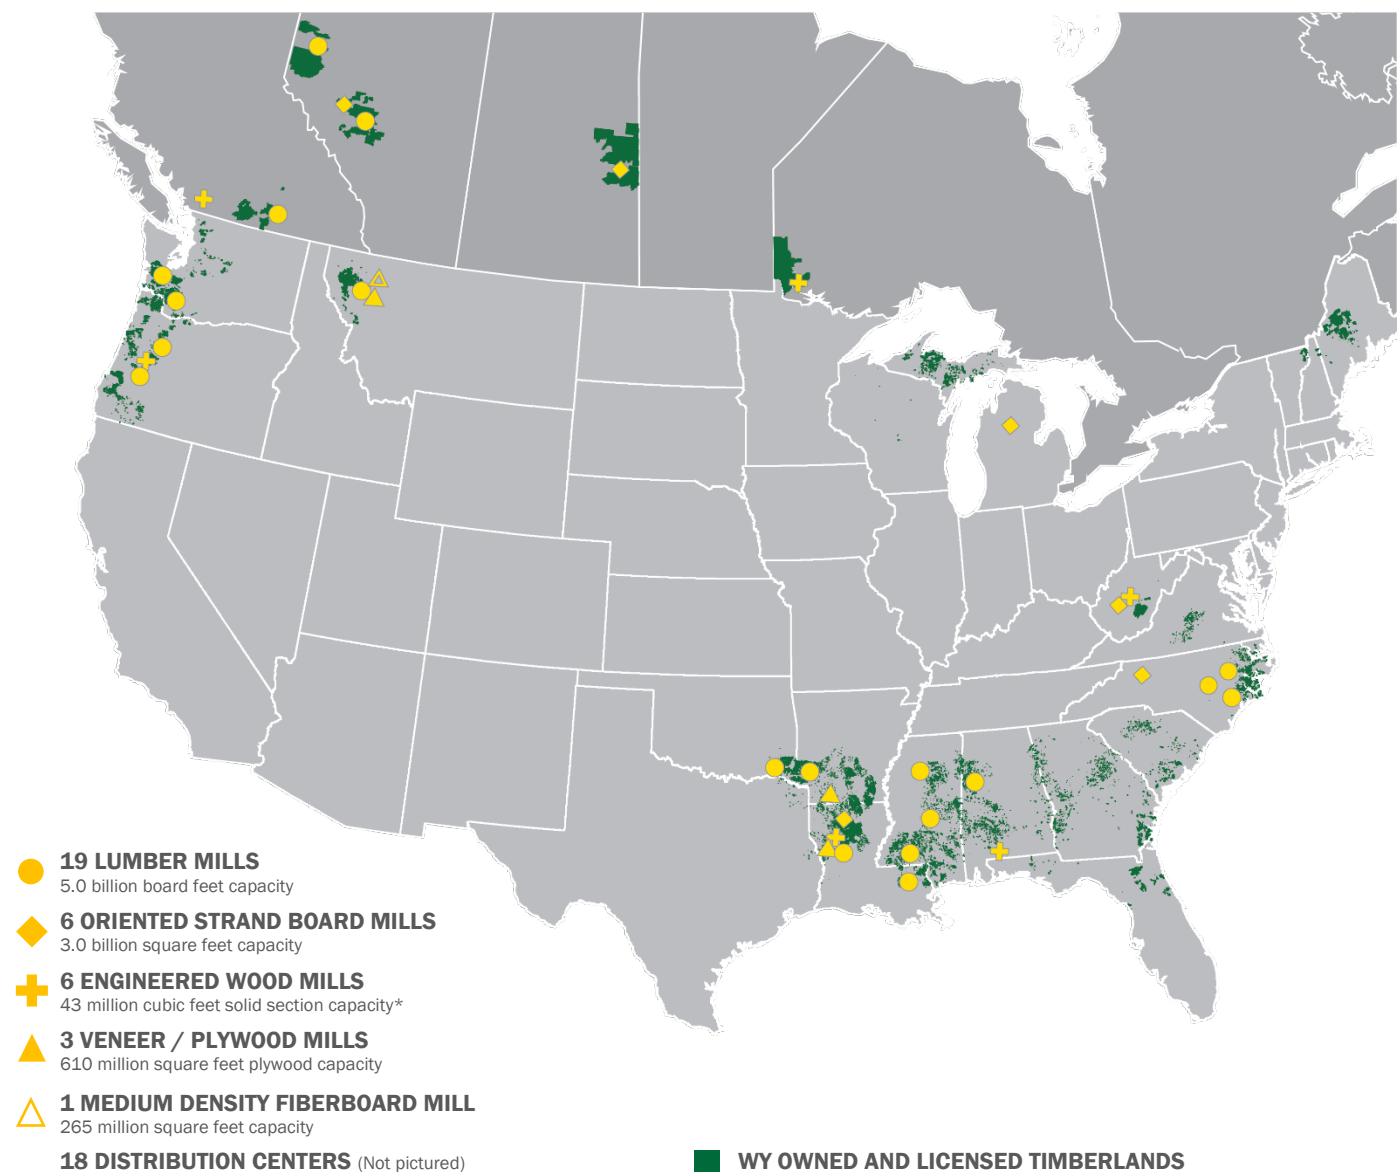 19 LUMBER MILLS
5.0 billion board feet capacity
6 ORIENTED STRAND BOARD MILLS
3.0 billion square feet capacity
6 ENGINEERED WOOD MILLS
43 million cubic feet solid section capacity*
3 VENEER / PLYWOOD MILLS
610 million square feet plywood capacity
1 MEDIUM DENSITY FIBERBOARD MILL
265 million square feet capacity
18 DISTRIBUTION CENTERS (Not pictured)
WY OWNED AND LICENSED TIMBERLANDS